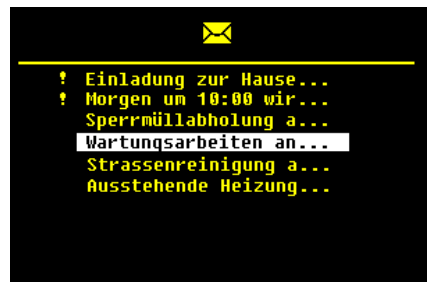 ! Einladung zur Hause...
! Morgen um 10:00 wir...
Sperrmüllabholung a...
Wartungsarbeiten an...
Strassenreinigung a...
Ausstehende Heizung...